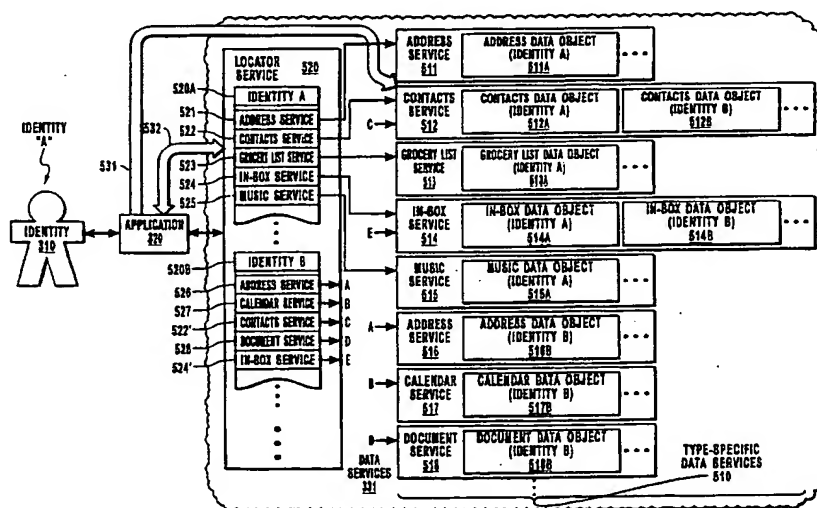 IDENTITY
"A"
IDENTITY
310
APPLICATION
320
531
532
LOCATOR
SERVICE 520
520A
IDENTITY A
521
ADDRESS SERVICE
522
CONTACTS SERVICE
523
GROCERY LIST SERVICE
524
IN-BOX SERVICE
525
MUSIC SERVICE
520B
IDENTITY B
526
ADDRESS SERVICE
A
527
CALENDAR SERVICE
B
522'
CONTACTS SERVICE
C
528
DOCUMENT SERVICE
D
524'
IN-BOX SERVICE
E
ADDRESS
SERVICE
511
ADDRESS DATA OBJECT
(IDENTITY A)
511A
C
CONTACTS
SERVICE
512
CONTACTS DATA OBJECT
(IDENTITY A)
512A
CONTACTS DATA OBJECT
(IDENTITY B)
512B
GROCERY LIST
SERVICE
513
GROCERY LIST DATA OBJECT
(IDENTITY A)
513A
E
IN-BOX
SERVICE
514
IN-BOX DATA OBJECT
(IDENTITY A)
514A
IN-BOX DATA OBJECT
(IDENTITY B)
514B
MUSIC
SERVICE
515
MUSIC DATA OBJECT
(IDENTITY A)
515A
A
ADDRESS
SERVICE
516
ADDRESS DATA OBJECT
(IDENTITY B)
516B
B
CALENDAR
SERVICE
517
CALENDAR DATA OBJECT
(IDENTITY B)
517B
D
DOCUMENT
SERVICE
518
DOCUMENT DATA OBJECT
(IDENTITY B)
518B
DATA
SERVICES
331
TYPE-SPECIFIC
DATA SERVICES
510